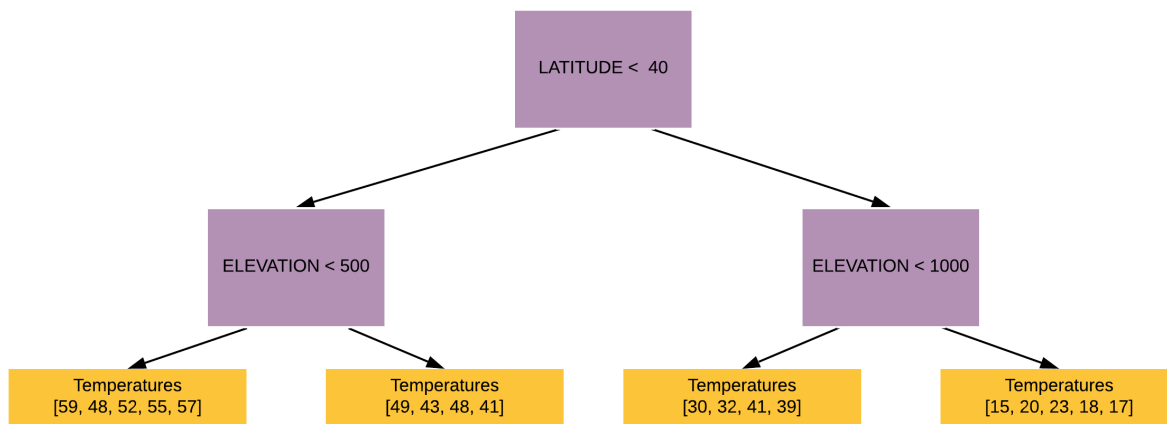 LATITUDE <  40
ELEVATION < 500
ELEVATION < 1000
Temperatures
[59, 48, 52, 55, 57]
Temperatures
[49, 43, 48, 41]
Temperatures
[30, 32, 41, 39]
Temperatures
[15, 20, 23, 18, 17]